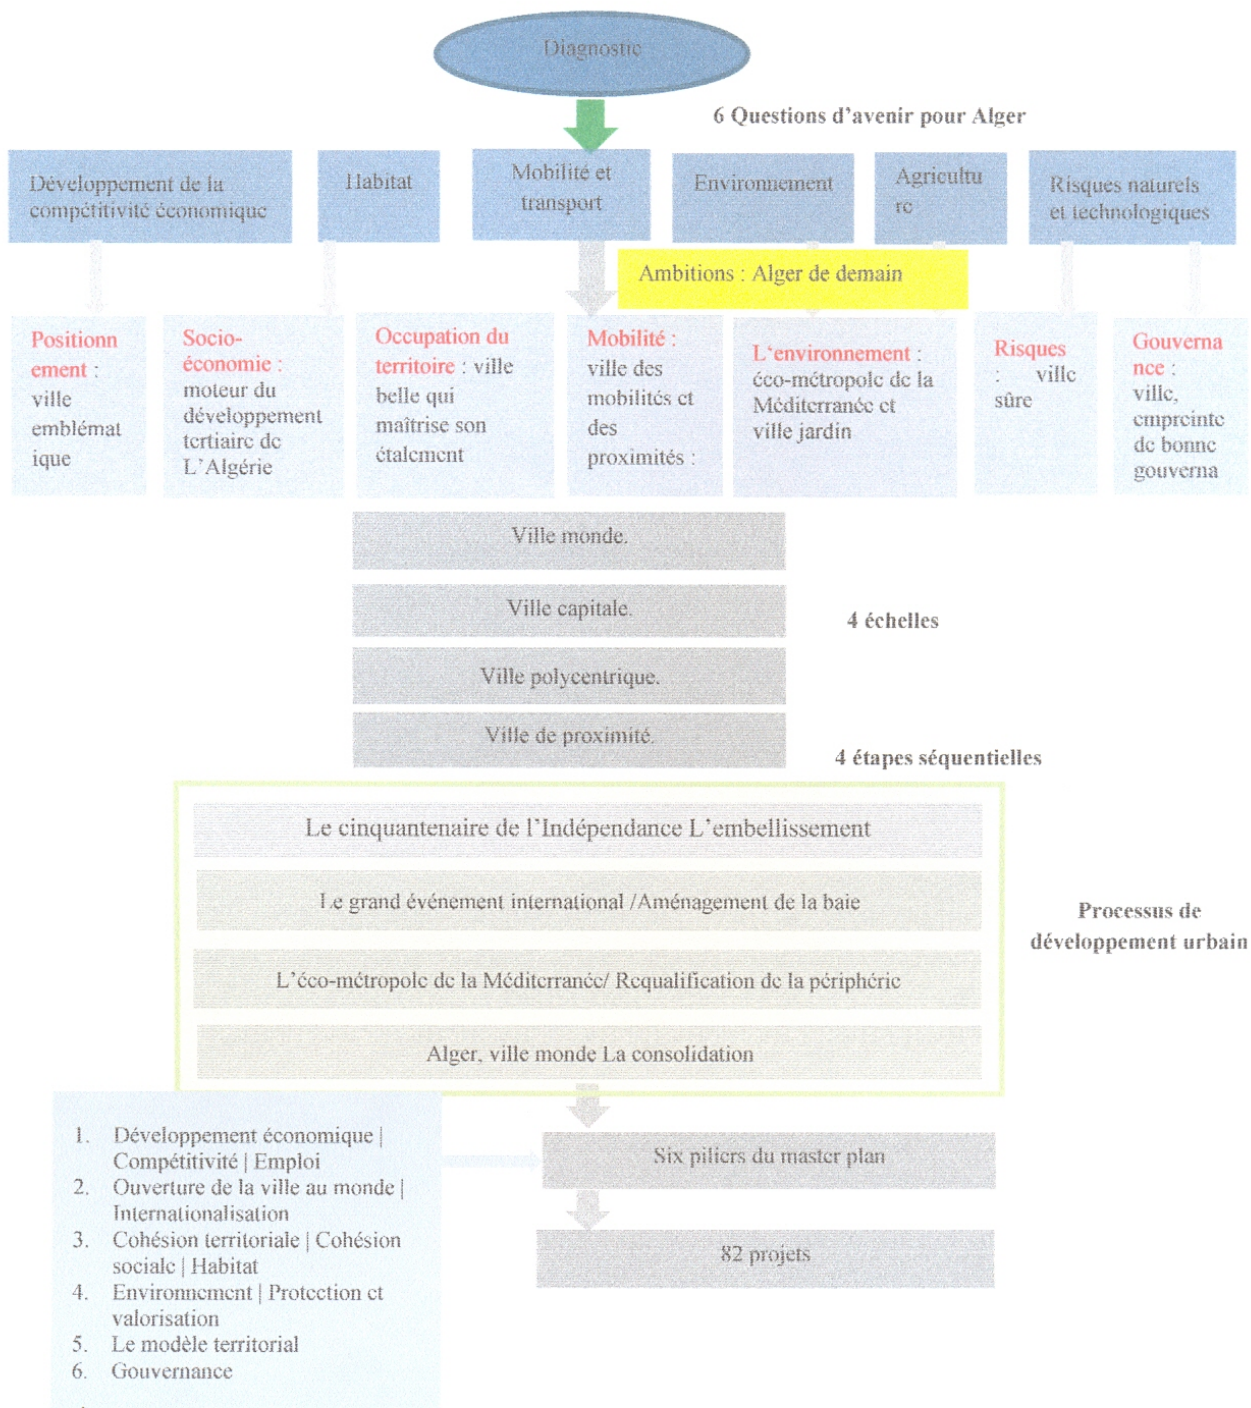 Diagnostic
6 Questions d'avenir pour Alger
Développement de la
compétitivité économique
Habitat
Mobilité et
transport
Environnement
Agricultu
re
Risques naturels
et technologiques
Ambitions : Alger de demain
Positionn
ement :
ville
emblémat
ique
Socio-
économie :
moteur du
développement
tertiaire de
L'Algérie
Occupation du
territoire : ville
belle qui
maîtrise son
étalement
Mobilité :
ville des
mobilités et
des
proximités :
L'environnement :
éco-métropole de la
Méditerranée et
ville jardin
Risques
: ville
sûre
Gouverna
nce :
ville,
empreinte
de bonne
gouverna
Ville monde.
Ville capitale.
4 échelles
Ville polycentrique.
Ville de proximité.
4 étapes séquentielles
Le cinquantenaire de l'Indépendance L'embellissement
Le grand événement international /Aménagement de la baie
Processus de
développement urbain
L'éco-métropole de la Méditerranée/ Requalification de la périphérie
Alger, ville monde La consolidation
1. Développement économique |
Compétitivité | Emploi
2. Ouverture de la ville au monde |
Internationalisation
3. Cohésion territoriale | Cohésion
sociale | Habitat
4. Environnement | Protection et
valorisation
5. Le modèle territorial
6. Gouvernance
Six piliers du master plan
82 projets